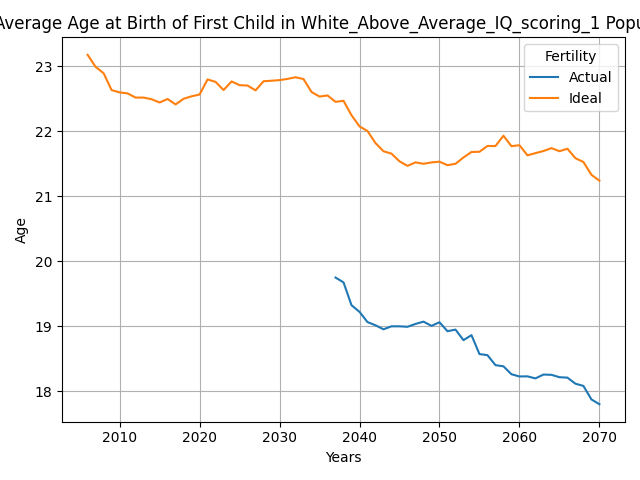 Average Age at Birth of First Child in White_Above_Average_IQ_scoring_1 Popu
Fertility
Actual
Ideal
23
22
21
20
19
18
Age
2010 2020 2030 2040 2050 2060 2070
Years